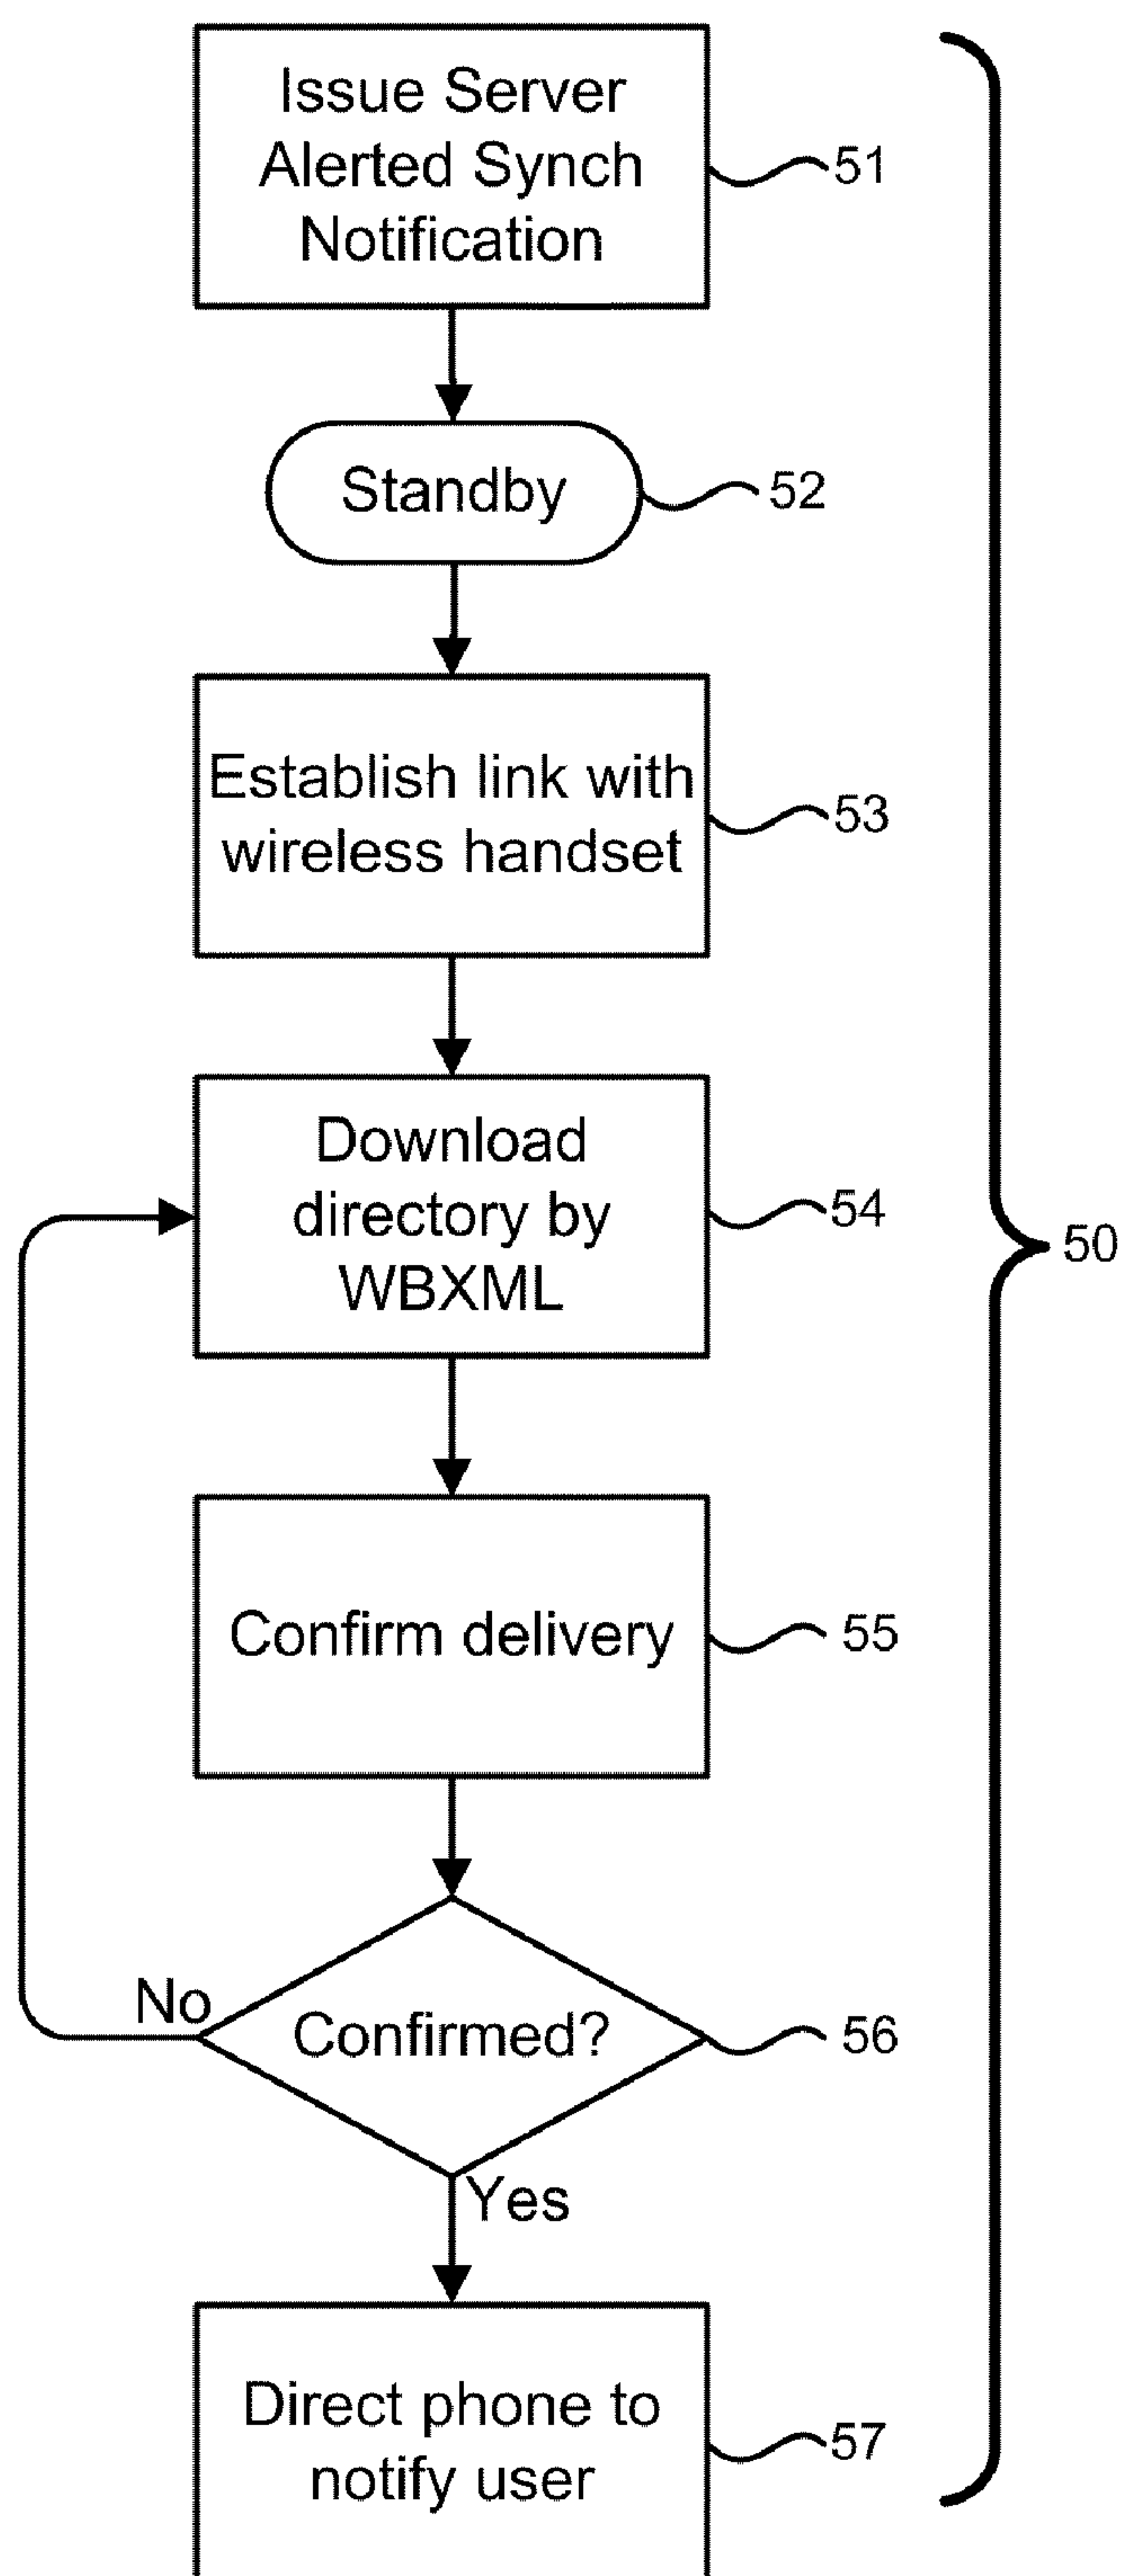 Issue Server
Alerted Synch
Notification
51
Standby
52
Establish link with
wireless handset
53
Download
directory by
WBXML
54
50
Confirm delivery
55
No
Confirmed?
56
Yes
Direct phone to
notify user
57